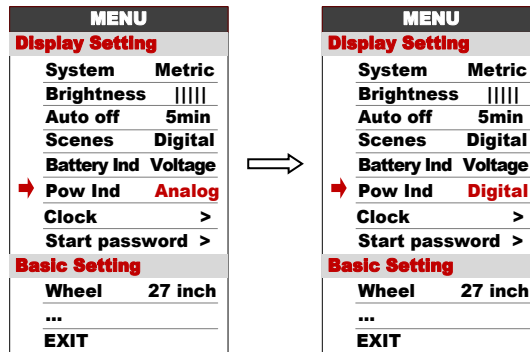 MENU
Display Setting
System Metric
Brightness |||||
Auto off 5min
Scenes Digital
Battery Ind Voltage
Pow Ind Analog
Clock >
Start password >
Basic Setting
Wheel 27 inch
...
EXIT
MENU
Display Setting
System Metric
Brightness |||||
Auto off 5min
Scenes Digital
Battery Ind Voltage
Pow Ind Digital
Clock >
Start password >
Basic Setting
Wheel 27 inch
...
EXIT